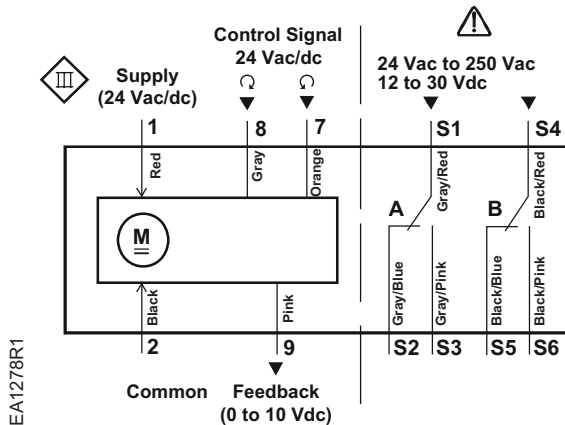 Control Signal
24 Vac/dc
III
Supply
(24 Vac/dc)
24 Vac to 250 Vac
12 to 30 Vdc
1
8
7
S1
S4
Red
Gray
Orange
Gray/Red
Black/Red
A
B
M
Black
Pink
Gray/Blue
Gray/Pink
Black/Blue
Black/Pink
2
9
S2
S3
S5
S6
Common
Feedback
(0 to 10 Vdc)
EA1278R1